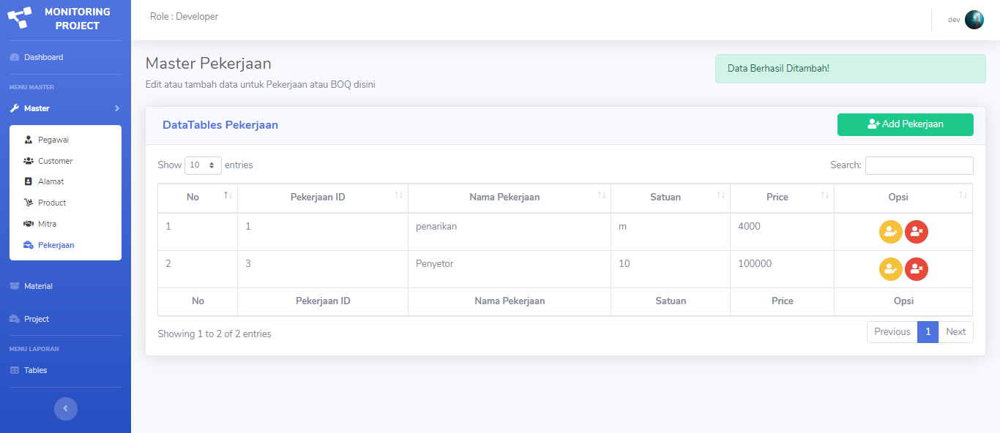 MONITORING
PROJECT
Role : Developer
dev
Dashboard
MENU MASTER
Master
Pegawai
Customer
Alamat
Product
Mitra
Pekerjaan
Material
Project
MENU LAPORAN
Tables
Master Pekerjaan
Edit atau tambah data untuk Pekerjaan atau BOQ disini
Data Berhasil Ditambah!
DataTables Pekerjaan
Add Pekerjaan
Show 10 entries
Search:
No Pekerjaan ID Nama Pekerjaan Satuan Price Opsi
1 1 penarikan m 4000
2 3 Penyetor 10 100000
No Pekerjaan ID Nama Pekerjaan Satuan Price Opsi
Showing 1 to 2 of 2 entries
Previous 1 Next